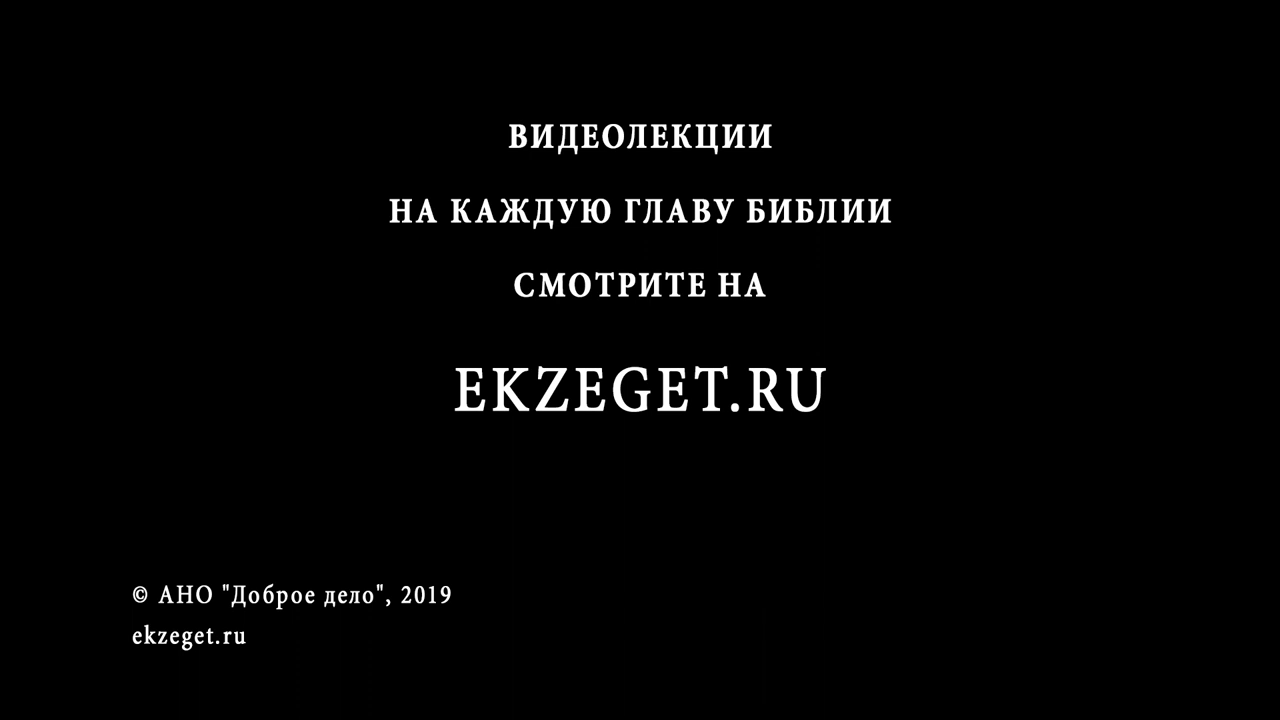 ВИДЕОЛЕКЦИИ
НА КАЖДУЮ ГЛАВУ БИБЛИИ
СМОТРИТЕ НА
EKZEGET.RU
© АНО "Доброе дело", 2019
ekzeget.ru